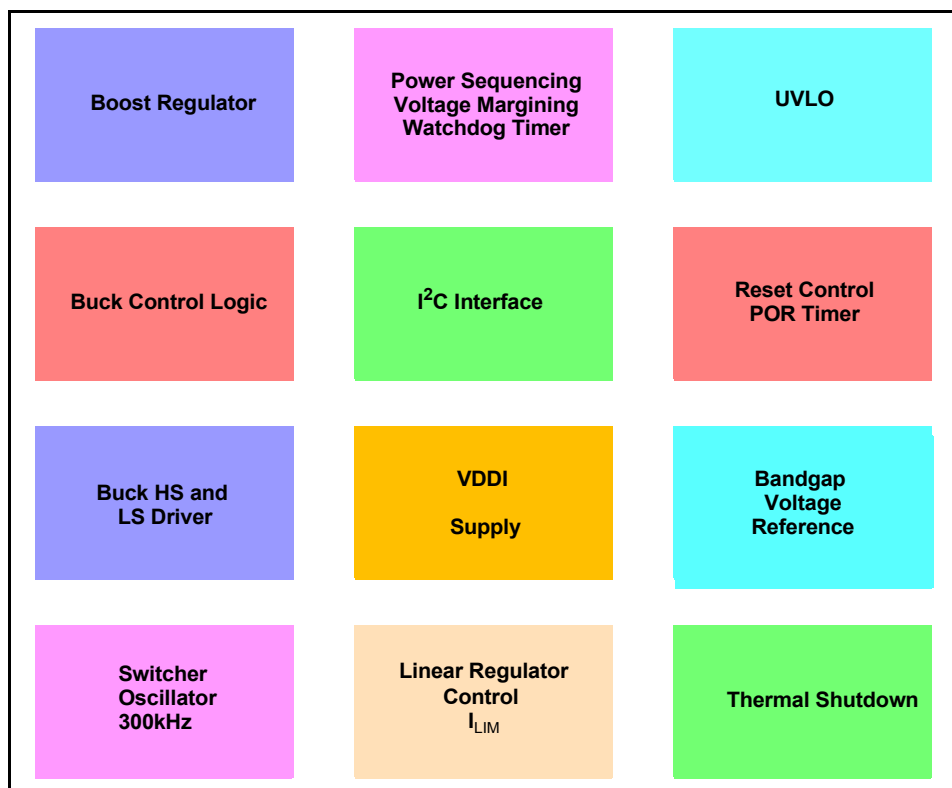 Boost Regulator
Power Sequencing
Voltage Margining
Watchdog Timer
UVLO
Buck Control Logic
I²C Interface
Reset Control
POR Timer
Buck HS and
LS Driver
VDDI
Supply
Bandgap
Voltage
Reference
Switcher
Oscillator
300kHz
Linear Regulator
Control
I_LIM
Thermal Shutdown